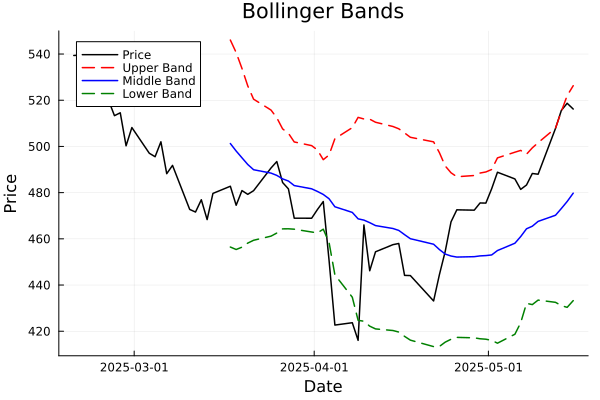 Bollinger Bands
Price
Upper Band
Middle Band
Lower Band
Price
540
520
500
480
460
440
420
2025-03-01
2025-04-01
2025-05-01
Date